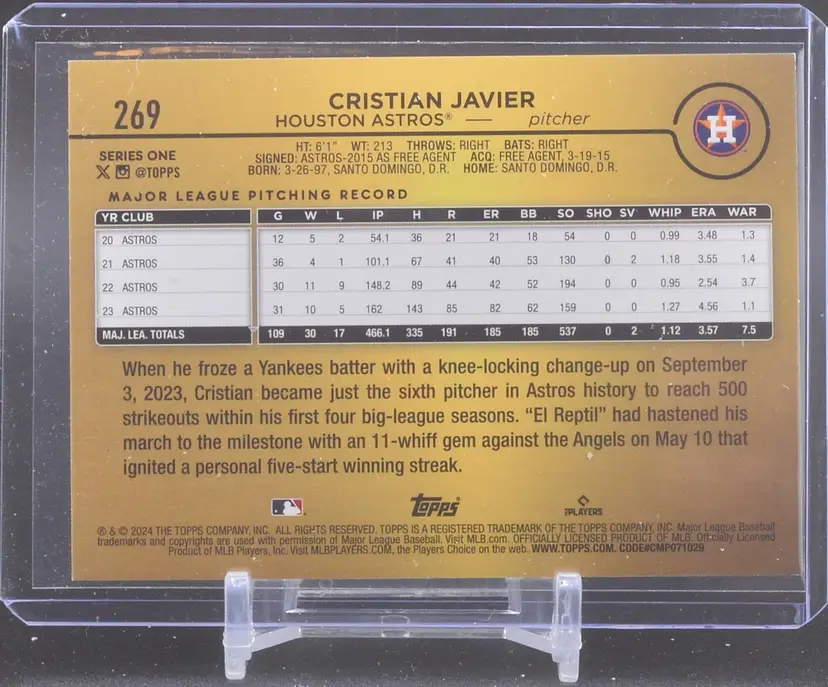 269
CRISTIAN JAVIER
HOUSTON ASTROS® — pitcher
H
SERIES ONE
@TOPPS
HT: 6'1" WT: 213 THROWS: RIGHT BATS: RIGHT
SIGNED: ASTROS-2015 AS FREE AGENT ACQ: FREE AGENT, 3-19-15
BORN: 3-26-97, SANTO DOMINGO, D.R. HOME: SANTO DOMINGO, D.R.
MAJOR LEAGUE PITCHING RECORD
YR CLUB G W L IP H R ER BB SO SHO SV WHIP ERA WAR
20 ASTROS 12 5 2 54.1 36 21 21 18 54 0 0 0.99 3.48 1.3
21 ASTROS 36 4 1 101.1 67 41 40 53 130 0 2 1.18 3.55 1.4
22 ASTROS 30 11 9 148.2 89 44 42 52 194 0 0 0.95 2.54 3.7
23 ASTROS 31 10 5 162 143 85 82 62 159 0 0 1.27 4.56 1.1
MAJ. LEA. TOTALS 109 30 17 466.1 335 191 185 185 537 0 2 1.12 3.57 7.5
When he froze a Yankees batter with a knee-locking change-up on September
3, 2023, Cristian became just the sixth pitcher in Astros history to reach 500
strikeouts within his first four big-league seasons. “El Reptil” had hastened his
march to the milestone with an 11-whiff gem against the Angels on May 10 that
ignited a personal five-start winning streak.
topps
PLAYERS
® & © 2024 THE TOPPS COMPANY, INC. ALL RIGHTS RESERVED. TOPPS IS A REGISTERED TRADEMARK OF THE TOPPS COMPANY, INC. Major League Baseball
trademarks and copyrights are used with permission of Major League Baseball. Visit MLB.com. OFFICIALLY LICENSED PRODUCT OF MLB. Officially Licensed
Product of MLB Players, Inc. Visit MLBPLAYERS.COM, the Players Choice on the web. WWW.TOPPS.COM. CODE#CMP071029